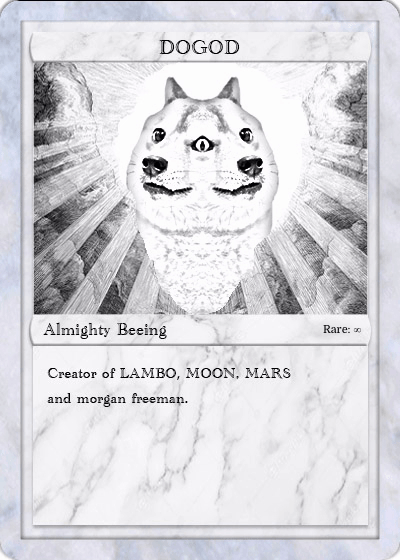 DOGOD
Almighty Beeing
Rare: ∞
Creator of LAMBO, MOON, MARS
and morgan freeman.